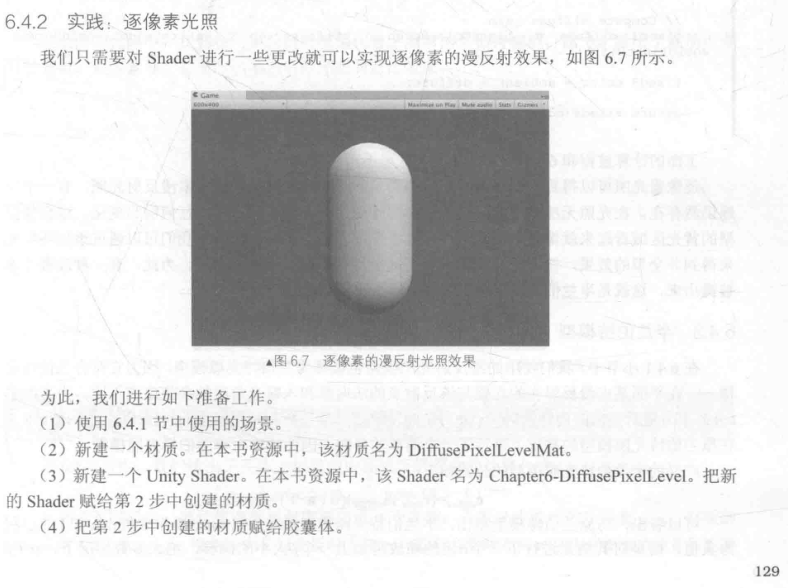 6.4.2 实践：逐像素光照
我们只需要对 Shader 进行一些更改就可以实现逐像素的漫反射效果，如图 6.7 所示。
Game
Maximize on Play Mute audio Stats Gizmos
▲图 6.7 逐像素的漫反射光照效果
为此，我们进行如下准备工作。
（1）使用 6.4.1 节中使用的场景。
（2）新建一个材质。在本书资源中，该材质名为 DiffusePixelLevelMat。
（3）新建一个 Unity Shader。在本书资源中，该 Shader 名为 Chapter6-DiffusePixelLevel。把新
的 Shader 赋给第 2 步中创建的材质。
（4）把第 2 步中创建的材质赋给胶囊体。
129